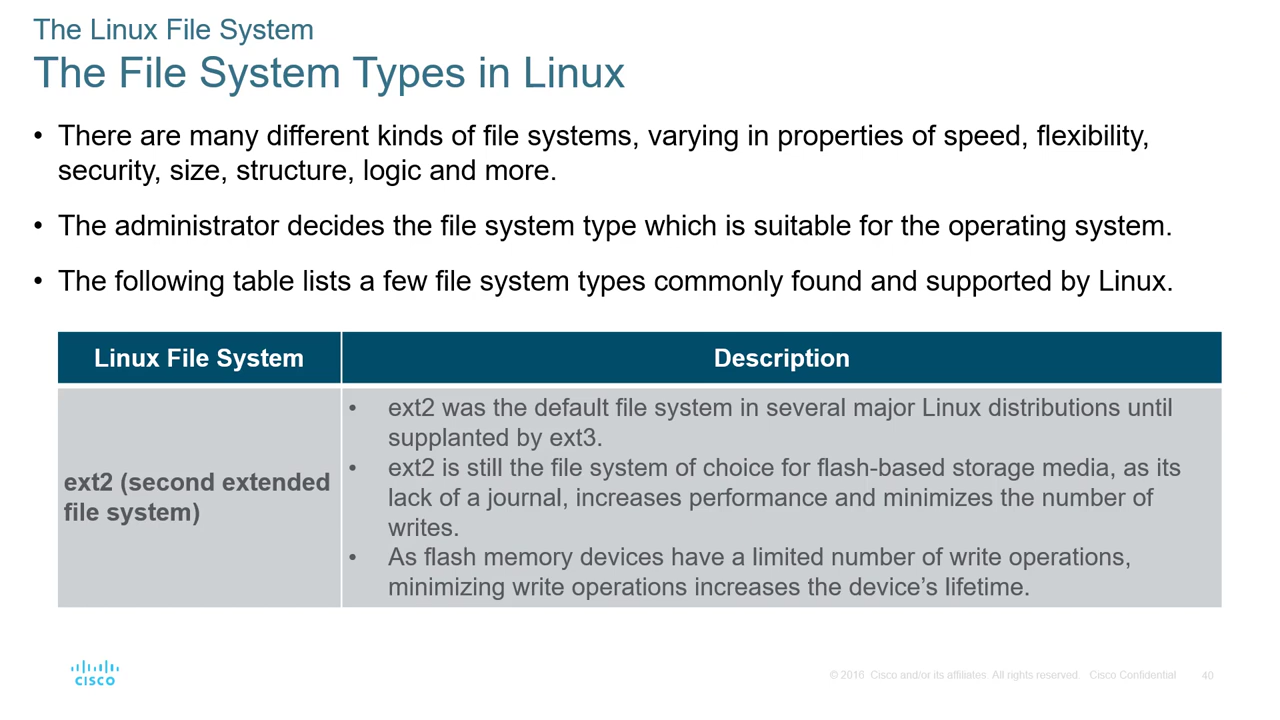 The Linux File System
The File System Types in Linux
• There are many different kinds of file systems, varying in properties of speed, flexibility,
security, size, structure, logic and more.
• The administrator decides the file system type which is suitable for the operating system.
• The following table lists a few file system types commonly found and supported by Linux.
Linux File System
Description
ext2 (second extended
file system)
• ext2 was the default file system in several major Linux distributions until
supplanted by ext3.
• ext2 is still the file system of choice for flash-based storage media, as its
lack of a journal, increases performance and minimizes the number of
writes.
• As flash memory devices have a limited number of write operations,
minimizing write operations increases the device’s lifetime.
CISCO
© 2016 Cisco and/or its affiliates. All rights reserved. Cisco Confidential
40